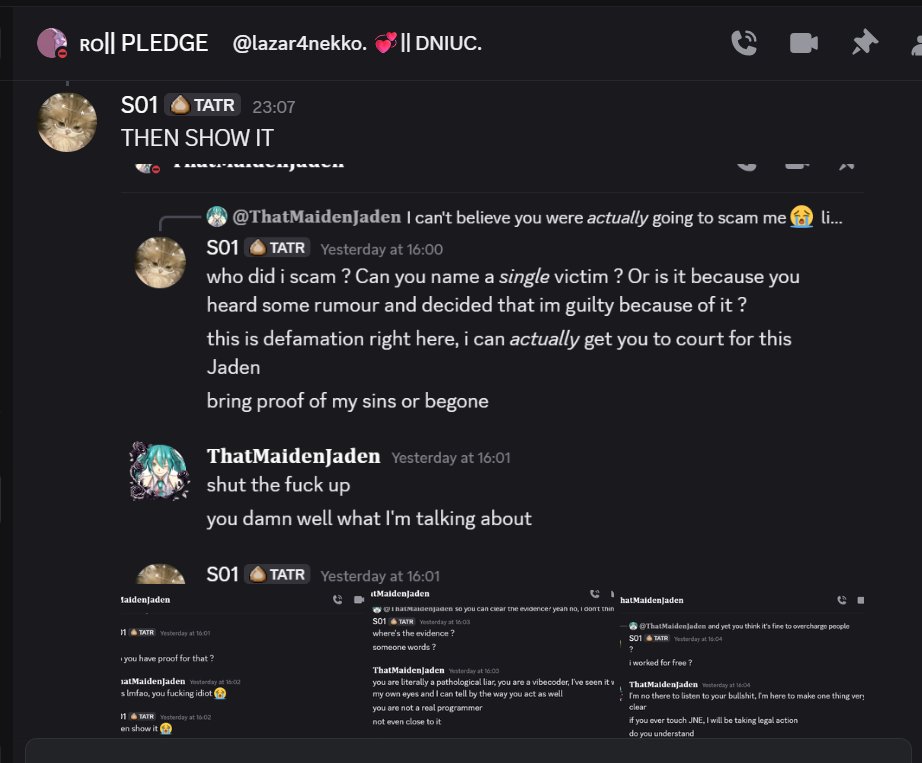 RO|| PLEDGE @lazar4nekko. 💞|| DNIUC.
S01 TATR 23:07
THEN SHOW IT
ThatMaidenJaden
@ThatMaidenJaden I can't believe you were actually going to scam me 😭 li...
S01 TATR Yesterday at 16:00
who did i scam ? Can you name a single victim ? Or is it because you
heard some rumour and decided that im guilty because of it ?
this is defamation right here, i can actually get you to court for this
Jaden
bring proof of my sins or begone
ThatMaidenJaden Yesterday at 16:01
shut the fuck up
you damn well what I'm talking about
S01 TATR Yesterday at 16:01
TATR Yesterday at 16:01
you have proof for that ?
Yesterday at 16:02
lmfao, you fucking idiot 😭
TATR Yesterday at 16:02
show it 😭
@ThatMaidenJaden so you can clear the evidence? yeah no, I don't
S01 TATR Yesterday at 16:03
where's the evidence ?
someone words ?
ThatMaidenJaden Yesterday at 16:03
you are literally a pathological liar, you are a vibecoder, I've seen it
my own eyes and I can tell by the way you act as well
you are not a real programmer
not even close to it
@ThatMaidenJaden and yet you think it's fine to overcharge people
S01 TATR Yesterday at 16:04
?
i worked for free ?
ThatMaidenJaden Yesterday at 16:04
I'm no there to listen to your bullshit, I'm here to make one thing very
clear
if you ever touch JNE, I will be taking legal action
do you understand